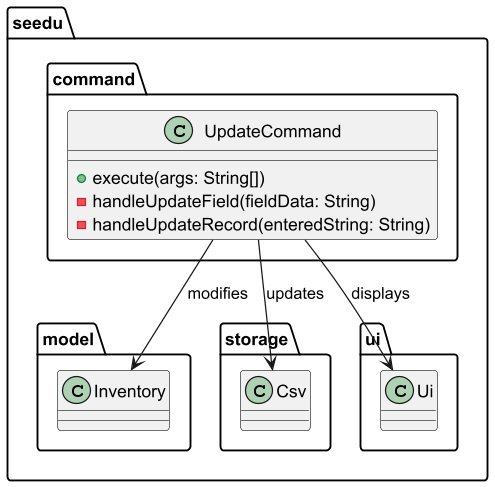 seedu
command
C UpdateCommand
execute(args: String[])
handleUpdateField(fieldData: String)
handleUpdateRecord(enteredString: String)
modifies
updates
displays
model
storage
ui
C Inventory
C Csv
C Ui